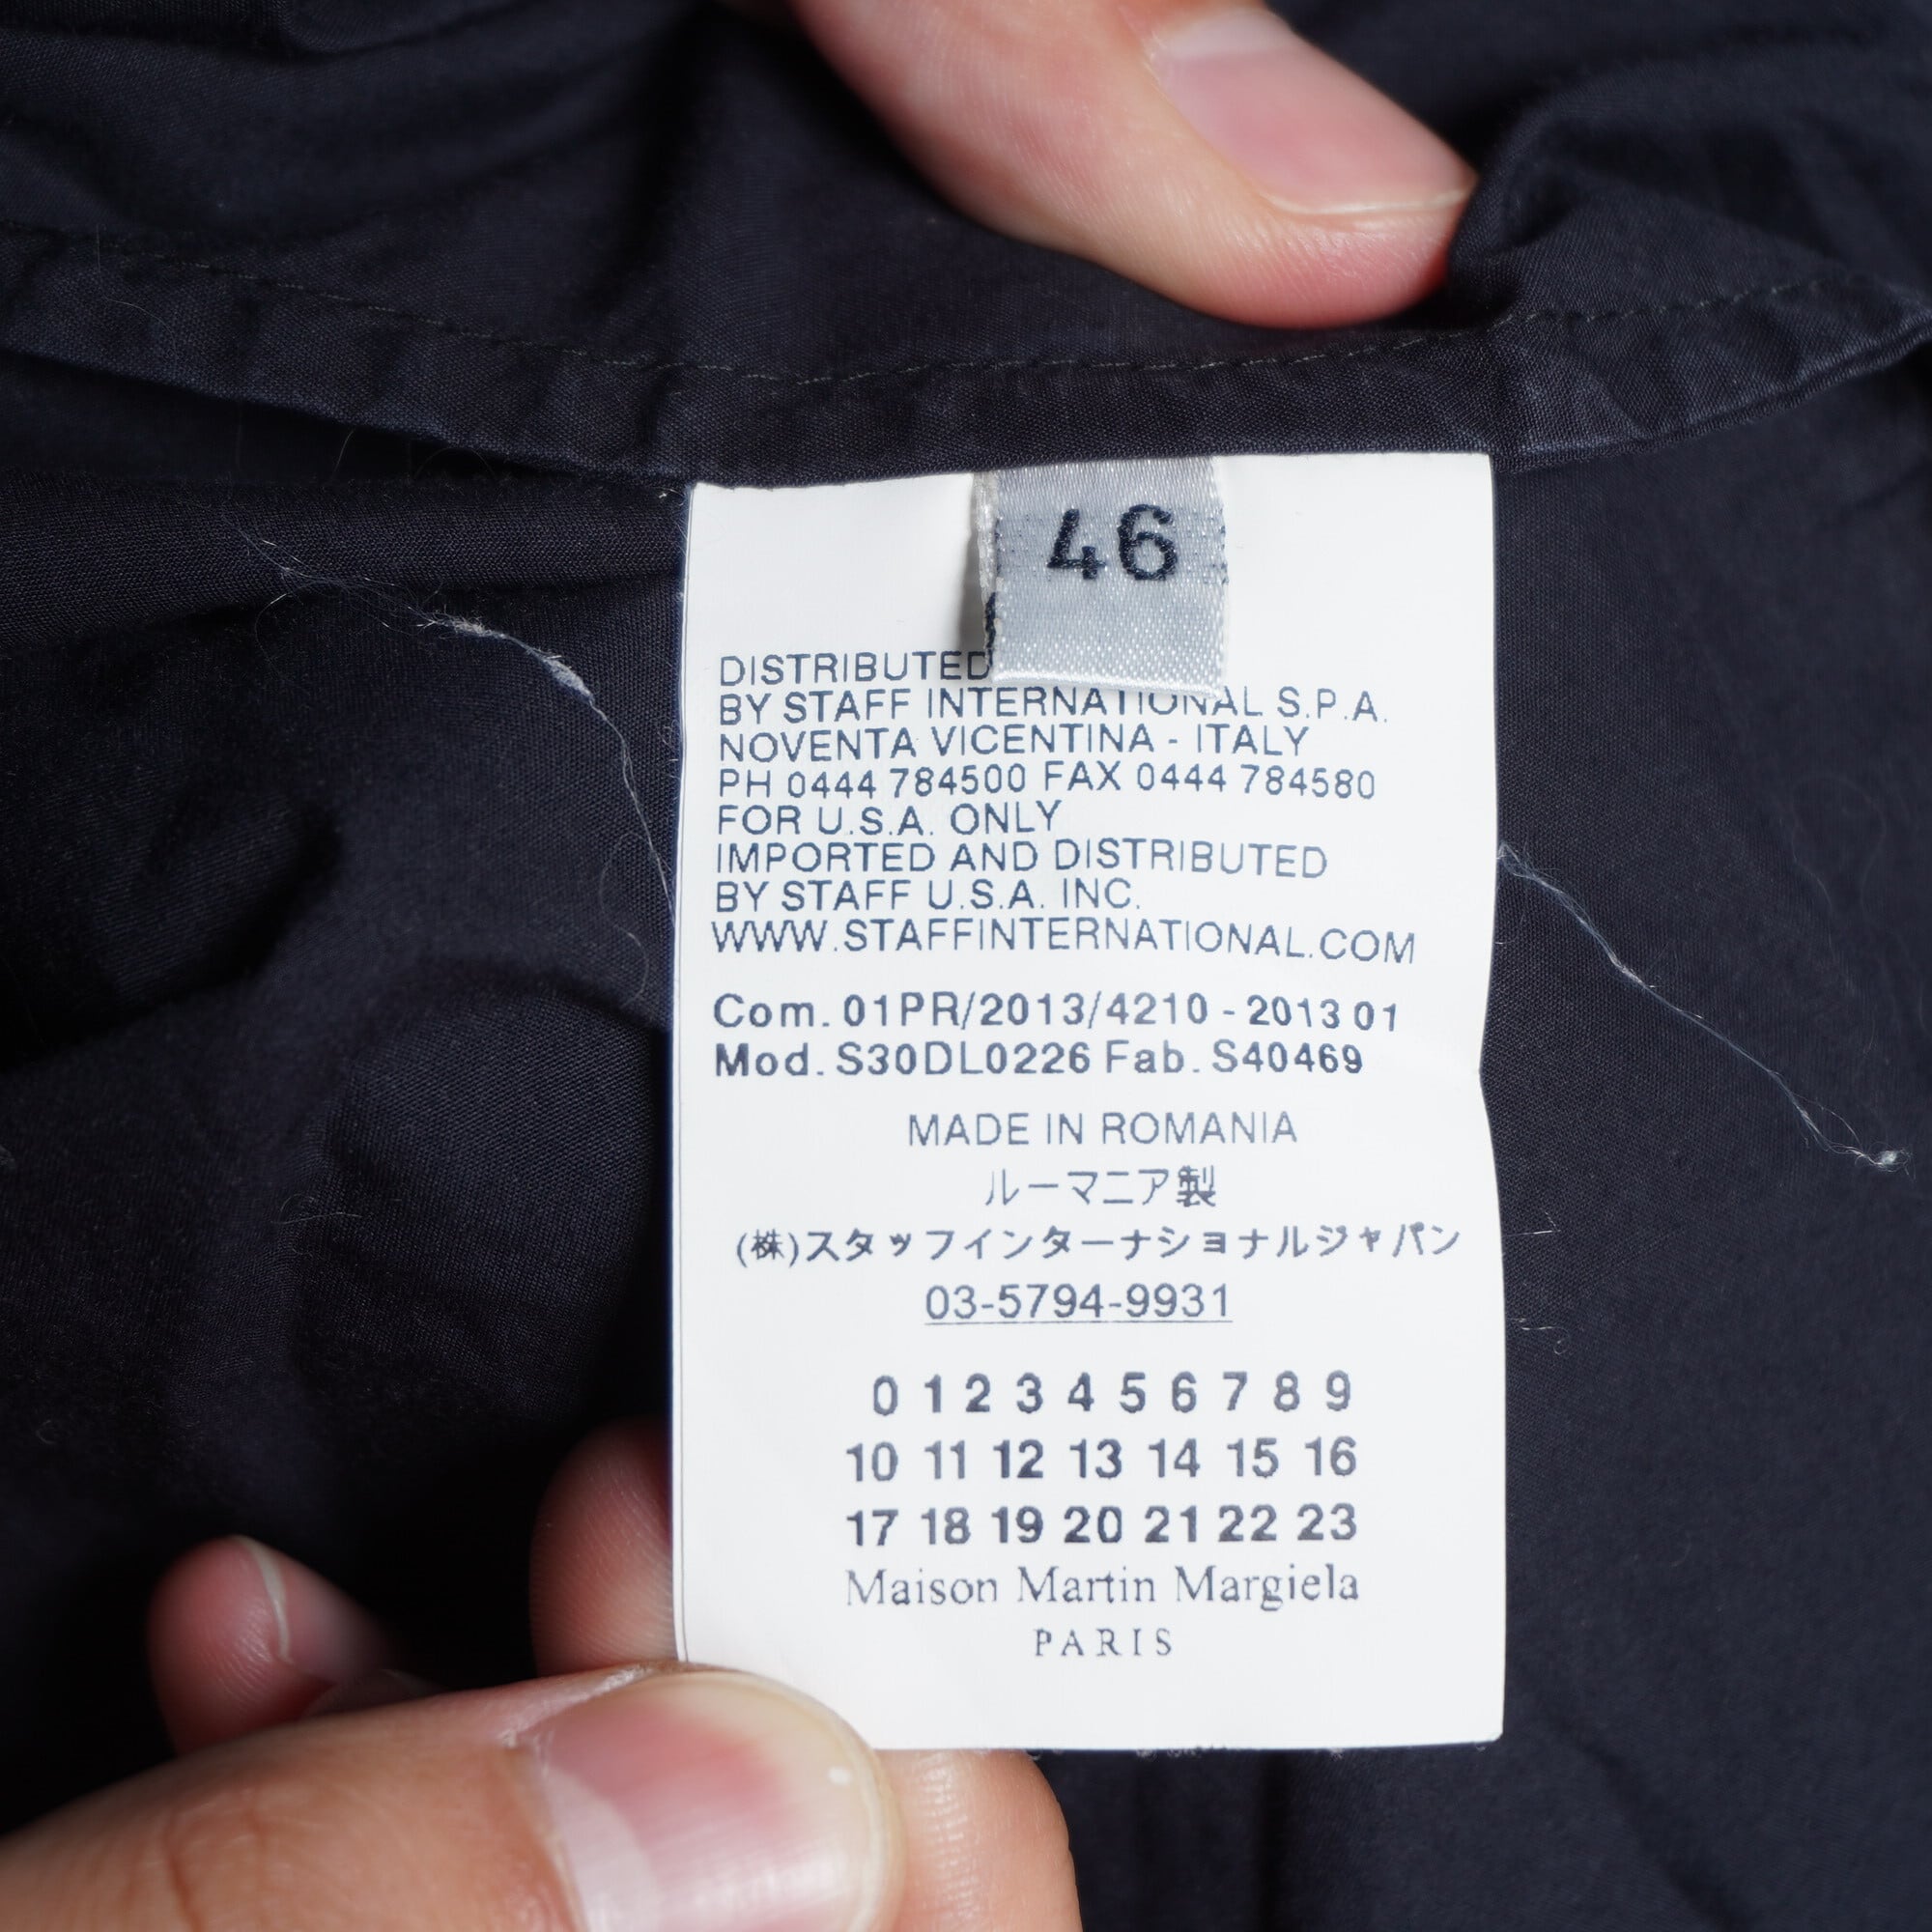 46
DISTRIBUTED
BY STAFF INTERNATIONAL S.P.A.
NOVENTA VICENTINA - ITALY
PH 0444 784500 FAX 0444 784580
FOR U.S.A. ONLY
IMPORTED AND DISTRIBUTED
BY STAFF U.S.A. INC.
WWW.STAFFINTERNATIONAL.COM
Com. 01PR/2013/4210 - 2013 01
Mod. S30DL0226 Fab. S40469
MADE IN ROMANIA
ルーマニア製
(株)スタッフインターナショナルジャパン
03-5794-9931
0 1 2 3 4 5 6 7 8 9
10 11 12 13 14 15 16
17 18 19 20 21 22 23
Maison Martin Margiela
PARIS